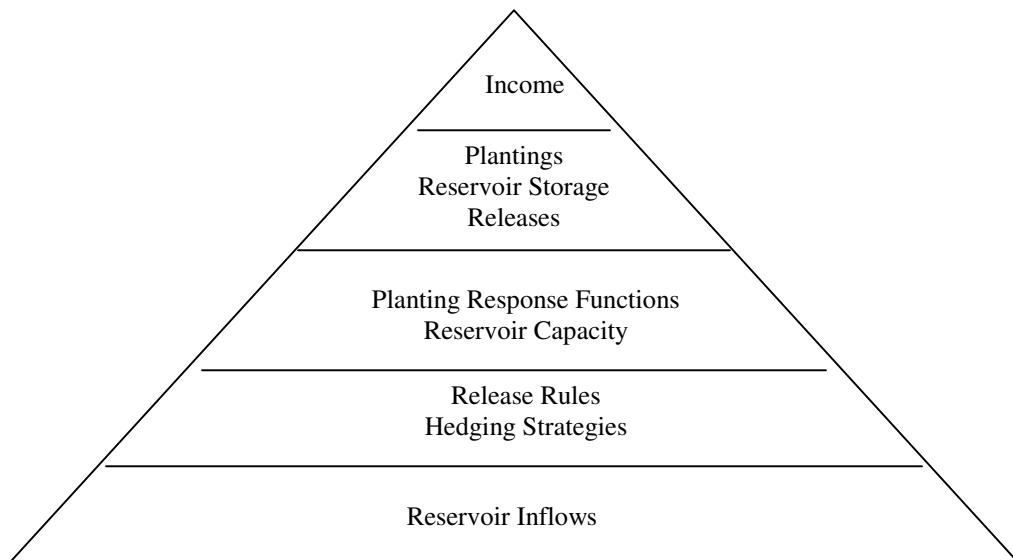 Income
Plantings
Reservoir Storage
Releases
Planting Response Functions
Reservoir Capacity
Release Rules
Hedging Strategies
Reservoir Inflows